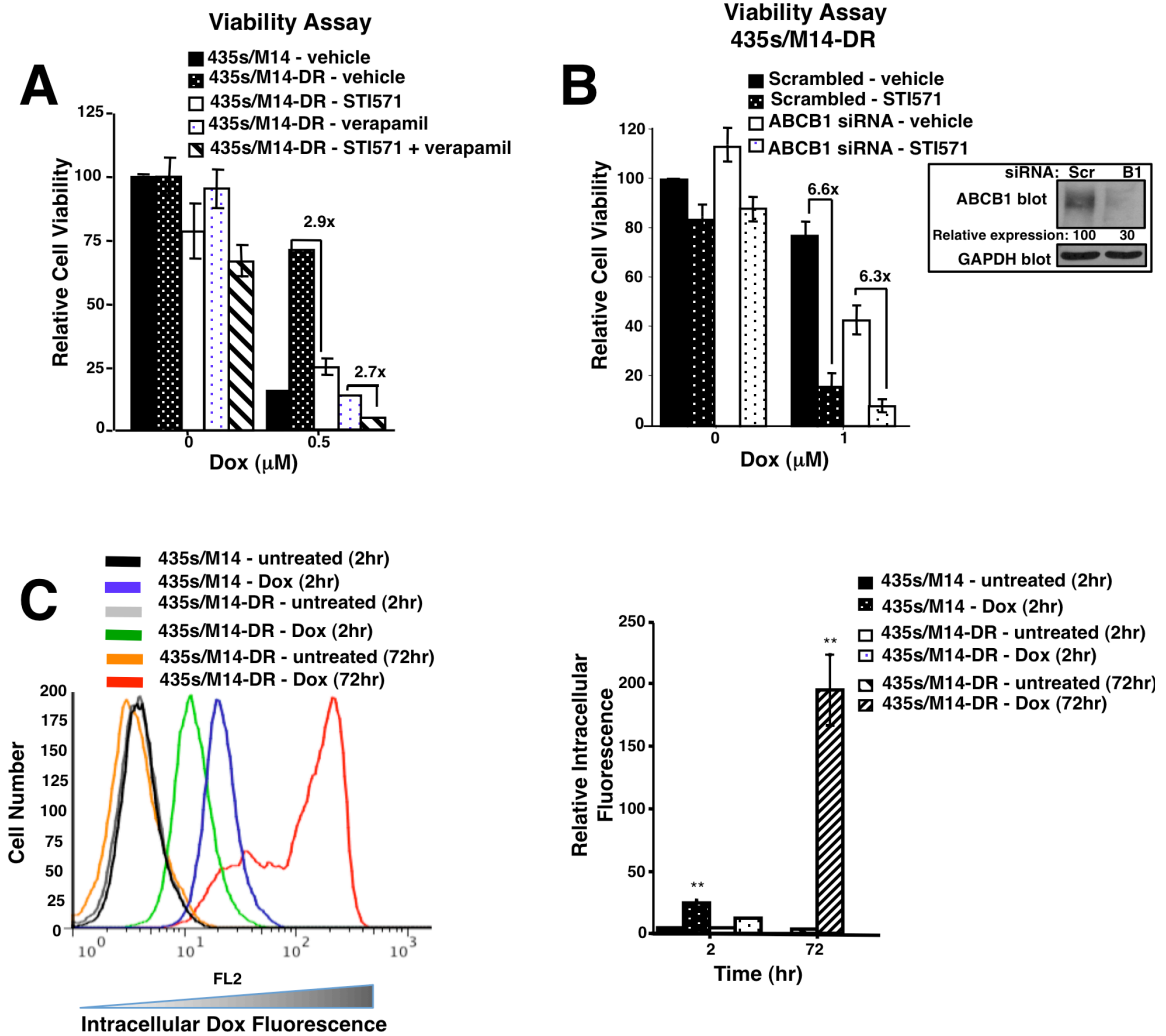 Viability Assay
A
435s/M14 - vehicle
435s/M14-DR - vehicle
435s/M14-DR - STI571
435s/M14-DR - verapamil
435s/M14-DR - STI571 + verapamil
Relative Cell Viability
125
100
75
50
25
0
2.9x
2.7x
0 0.5
Dox (μM)
Viability Assay
435s/M14-DR
B
Scrambled - vehicle
Scrambled - STI571
ABCB1 siRNA - vehicle
ABCB1 siRNA - STI571
Relative Cell Viability
120
100
80
60
40
20
0
6.6x
6.3x
0 1
Dox (μM)
siRNA: Scr B1
ABCB1 blot
Relative expression: 100 30
GAPDH blot
C
435s/M14 - untreated (2hr)
435s/M14 - Dox (2hr)
435s/M14-DR - untreated (2hr)
435s/M14-DR - Dox (2hr)
435s/M14-DR - untreated (72hr)
435s/M14-DR - Dox (72hr)
Cell Number
200
175
150
125
100
75
50
25
0
10^0 10^1 10^2 10^3
FL2
Intracellular Dox Fluorescence
435s/M14 - untreated (2hr)
435s/M14 - Dox (2hr)
435s/M14-DR - untreated (2hr)
435s/M14-DR - Dox (2hr)
435s/M14-DR - untreated (72hr)
435s/M14-DR - Dox (72hr)
Relative Intracellular
Fluorescence
250
200
150
100
50
0
**
**
2 72
Time (hr)